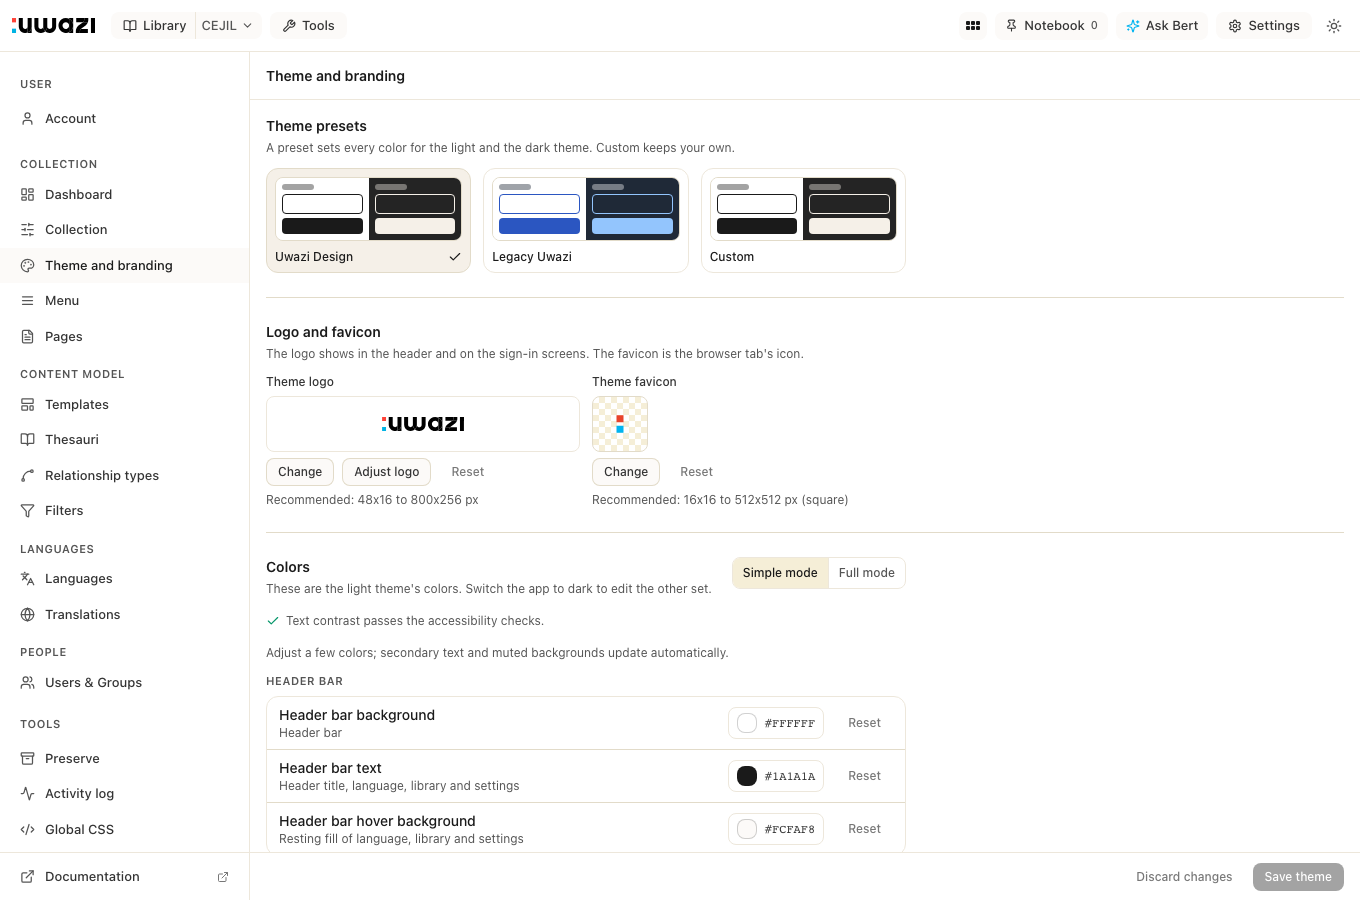 :uwazi
Library
CEJIL
Tools
Notebook 0
Ask Bert
Settings
USER
Account
COLLECTION
Dashboard
Collection
Theme and branding
Menu
Pages
CONTENT MODEL
Templates
Thesauri
Relationship types
Filters
LANGUAGES
Languages
Translations
PEOPLE
Users & Groups
TOOLS
Preserve
Activity log
Global CSS
Documentation
Theme and branding
Theme presets
A preset sets every color for the light and the dark theme. Custom keeps your own.
Uwazi Design
Legacy Uwazi
Custom
Logo and favicon
The logo shows in the header and on the sign-in screens. The favicon is the browser tab's icon.
Theme logo
Theme favicon
:uwazi
Change
Adjust logo
Reset
Change
Reset
Recommended: 48x16 to 800x256 px
Recommended: 16x16 to 512x512 px (square)
Colors
These are the light theme's colors. Switch the app to dark to edit the other set.
Simple mode
Full mode
Text contrast passes the accessibility checks.
Adjust a few colors; secondary text and muted backgrounds update automatically.
HEADER BAR
Header bar background
Header bar
#FFFFFF
Reset
Header bar text
Header title, language, library and settings
#1A1A1A
Reset
Header bar hover background
Resting fill of language, library and settings
#FCFAF8
Reset
Discard changes
Save theme